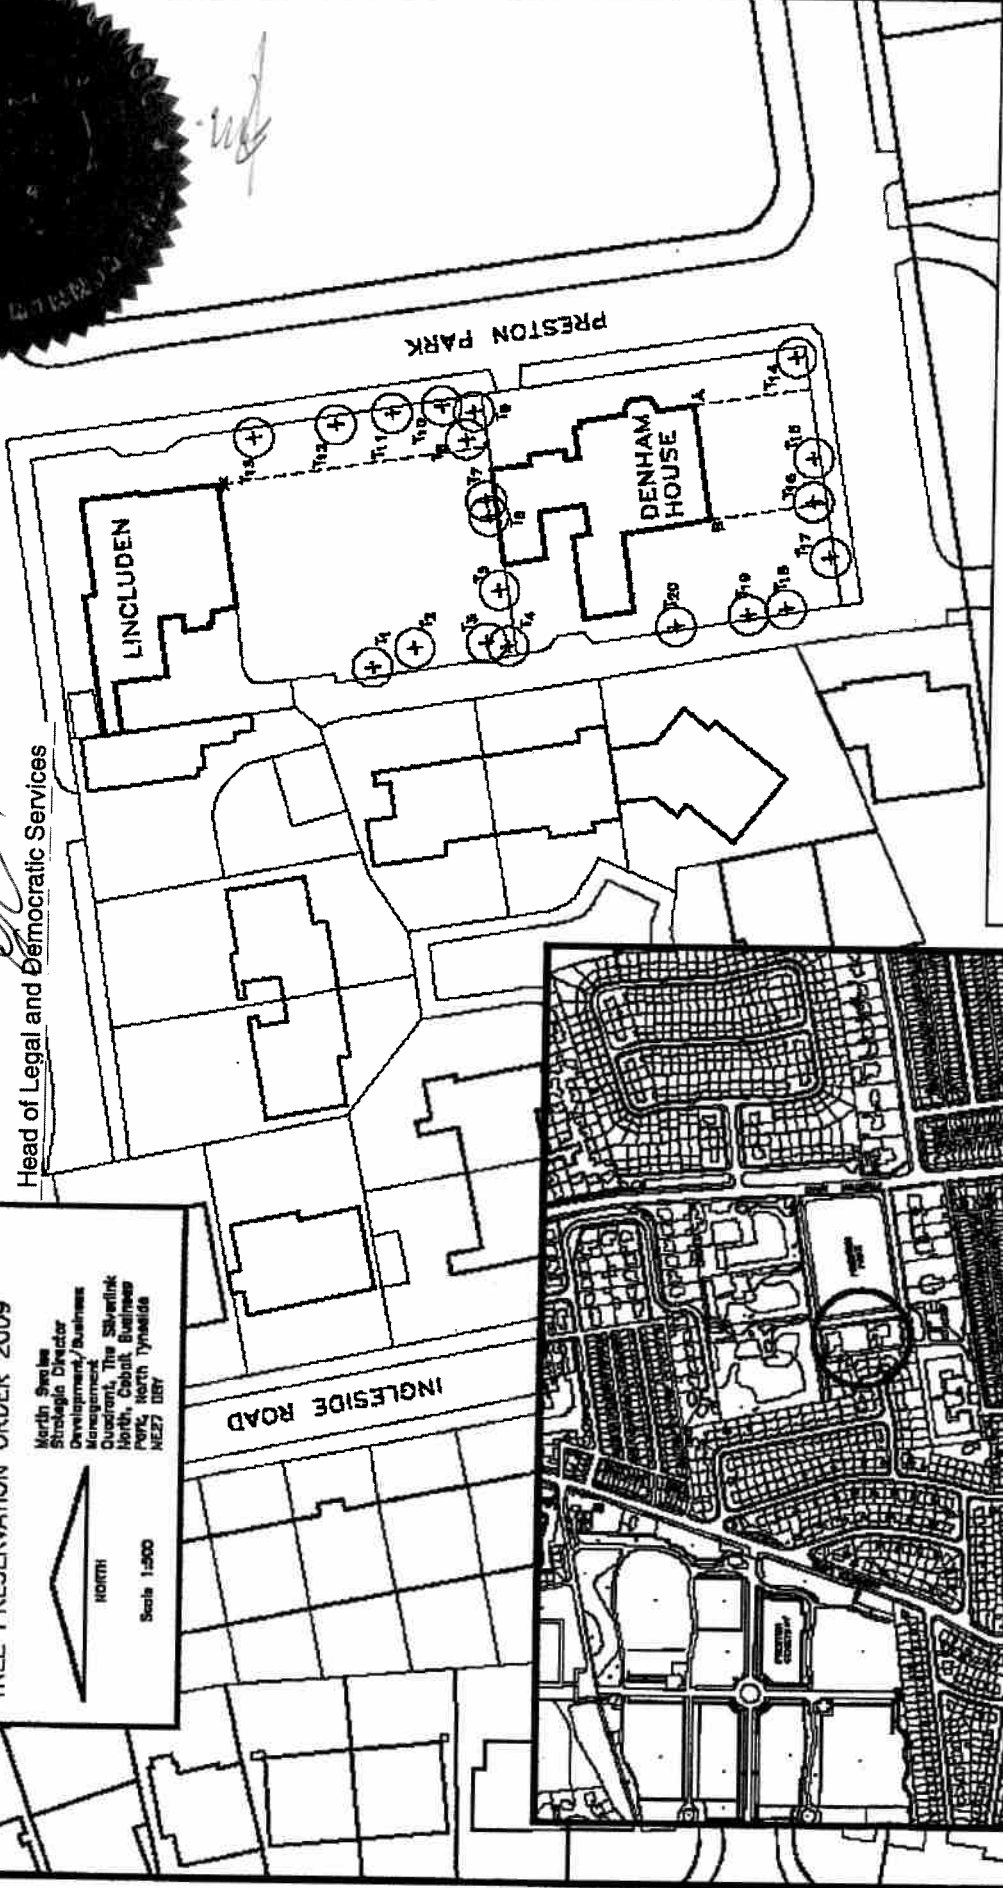 TREE PRESERVATION ORDER 2009
Martin Swales
Strategic Director
Development/Business
Management
Quadrant, The Silverlink
North, Cobalt Business
Park, North Tyneside
NE27 0BY
NORTH
Scale 1:500
Head of Legal and Democratic Services
LINCLUDEN
DENHAM
HOUSE
PRESTON PARK
INGLESIDE ROAD
T1
T2
T3
T4
T5
T6
T7
T8
T9
T10
T11
T12
T13
T14
T15
T16
T17
T18
T19
T20
A
B
PRESTON
CEMETERY